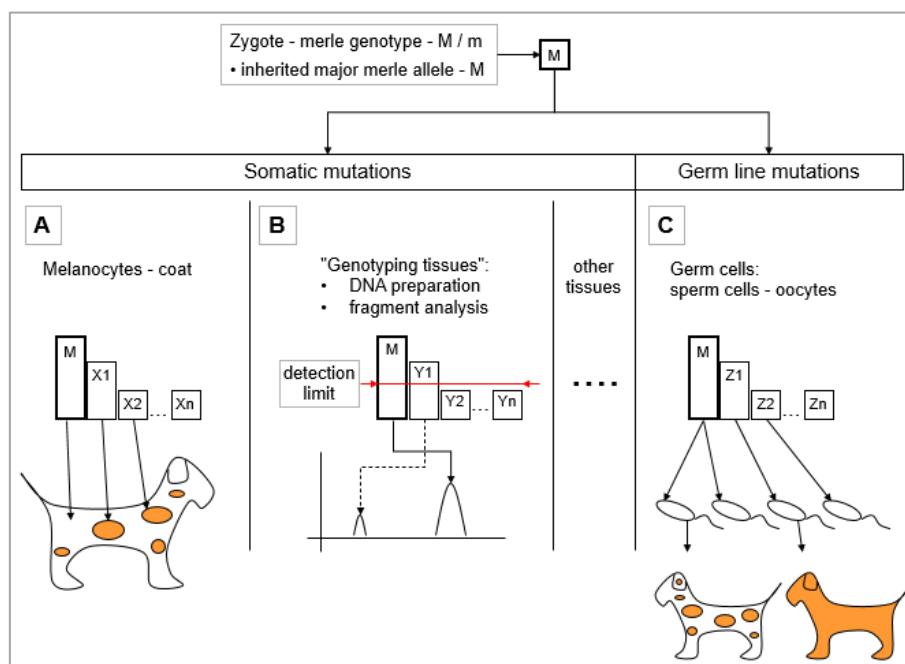 Zygote - merle genotype - M / m
• inherited major merle allele - M
M
Somatic mutations
Germ line mutations
A
Melanocytes - coat
M
X1
X2
....
Xn
B
"Genotyping tissues":
• DNA preparation
• fragment analysis
detection
limit
M
Y1
Y2
....
Yn
other
tissues
....
C
Germ cells:
sperm cells - oocytes
M
Z1
Z2
....
Zn